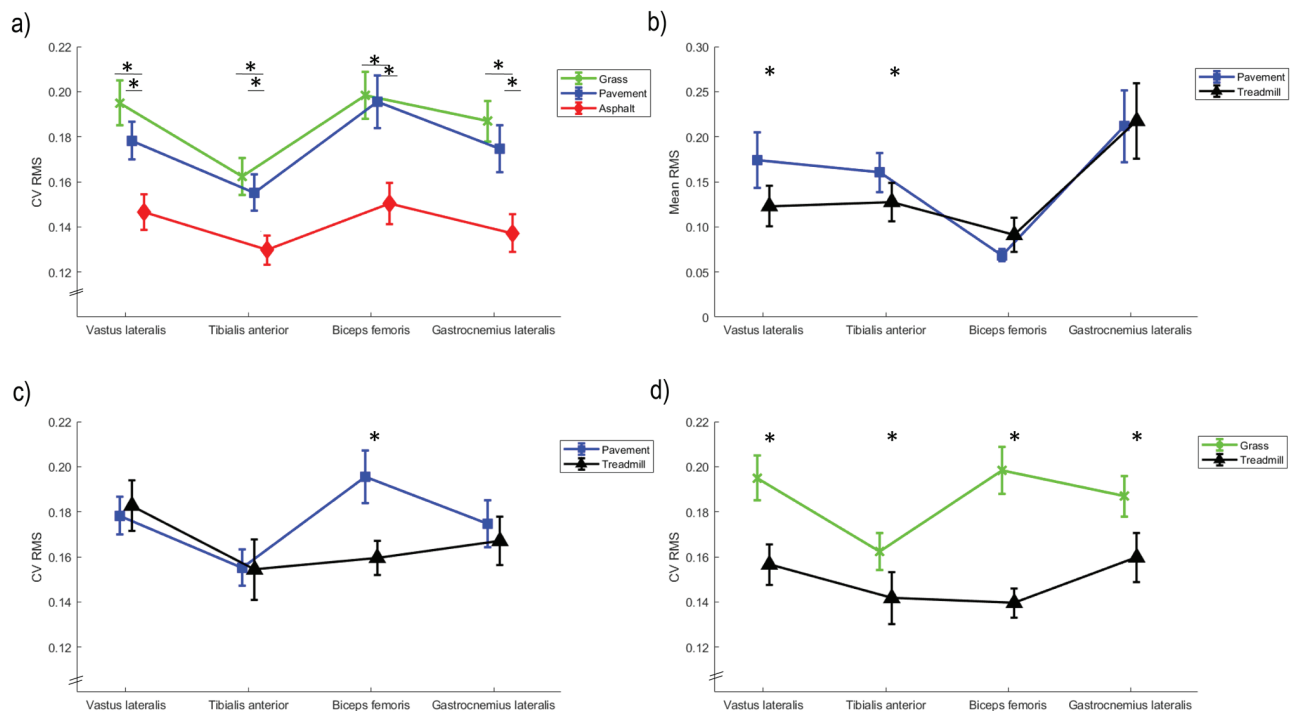 a)
CV RMS
0.22
0.20
0.18
0.16
0.14
0.12
* * * *
* * * *
Grass
Pavement
Asphalt
Vastus lateralis Tibialis anterior Biceps femoris Gastrocnemius lateralis
b)
Mean RMS
0.30
0.25
0.20
0.15
0.10
0.05
0
* *
Pavement
Treadmill
Vastus lateralis Tibialis anterior Biceps femoris Gastrocnemius lateralis
c)
CV RMS
0.22
0.20
0.18
0.16
0.14
0.12
*
Pavement
Treadmill
Vastus lateralis Tibialis anterior Biceps femoris Gastrocnemius lateralis
d)
CV RMS
0.22
0.20
0.18
0.16
0.14
0.12
* * * *
Grass
Treadmill
Vastus lateralis Tibialis anterior Biceps femoris Gastrocnemius lateralis